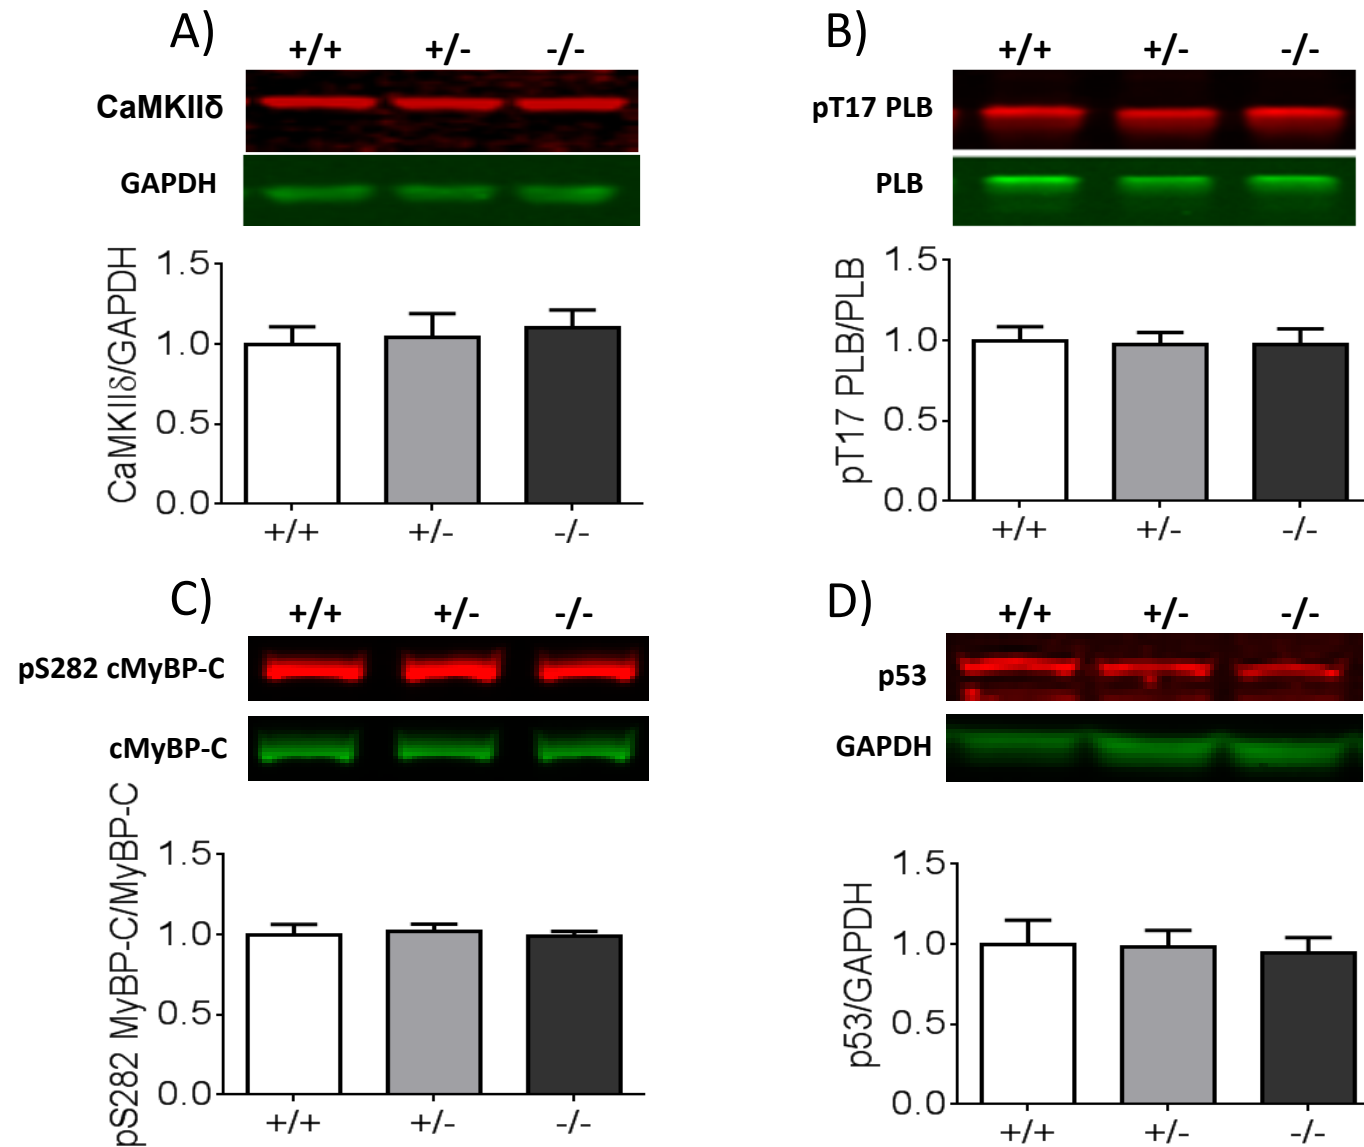 A)
+/+ +/- -/-
CaMKIIδ
GAPDH
CaMKIIδ/GAPDH
1.5
1.0
0.5
0.0
+/+ +/- -/-
B)
+/+ +/- -/-
pT17 PLB
PLB
pT17 PLB/PLB
1.5
1.0
0.5
0.0
+/+ +/- -/-
C)
+/+ +/- -/-
pS282 cMyBP-C
cMyBP-C
pS282 MyBP-C/MyBP-C
1.5
1.0
0.5
0.0
+/+ +/- -/-
D)
+/+ +/- -/-
p53
GAPDH
p53/GAPDH
1.5
1.0
0.5
0.0
+/+ +/- -/-